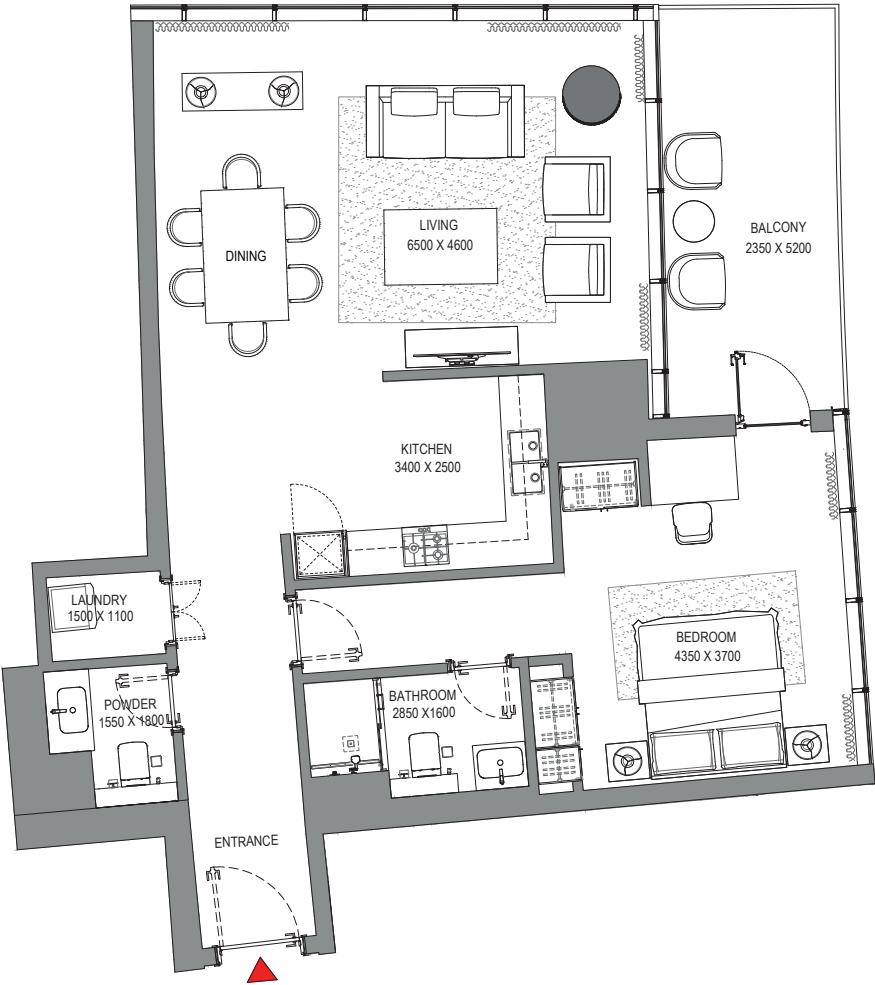 LIVING
6500 X 4600
BALCONY
2350 X 5200
DINING
KITCHEN
3400 X 2500
LAUNDRY
1500 X 1100
BEDROOM
4350 X 3700
POWDER
1550 X 1800
BATHROOM
2850 X1600
ENTRANCE